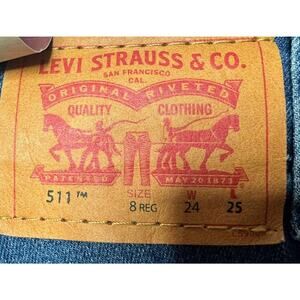 LEVI STRAUSS & CO.
SAN FRANCISCO
CAL.
ORIGINAL RIVETED
QUALITY CLOTHING
PATENTED MAY 20 1873
SIZE W L
511™ 8 REG 24 25